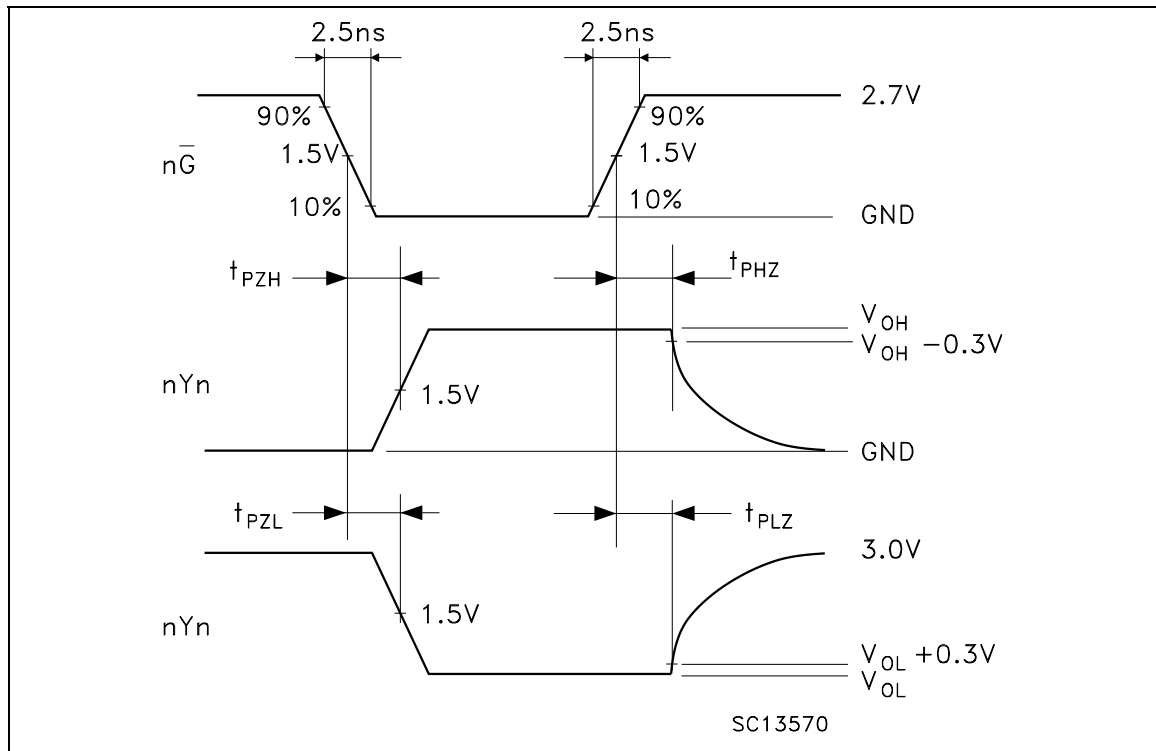 2.5ns 2.5ns
2.7V
90% 90%
nG̅ 1.5V 1.5V
10% 10%
GND
tPZH tPHZ
VOH
VOH −0.3V
nYn 1.5V
GND
tPZL tPLZ
3.0V
nYn 1.5V
VOL +0.3V
VOL
SC13570